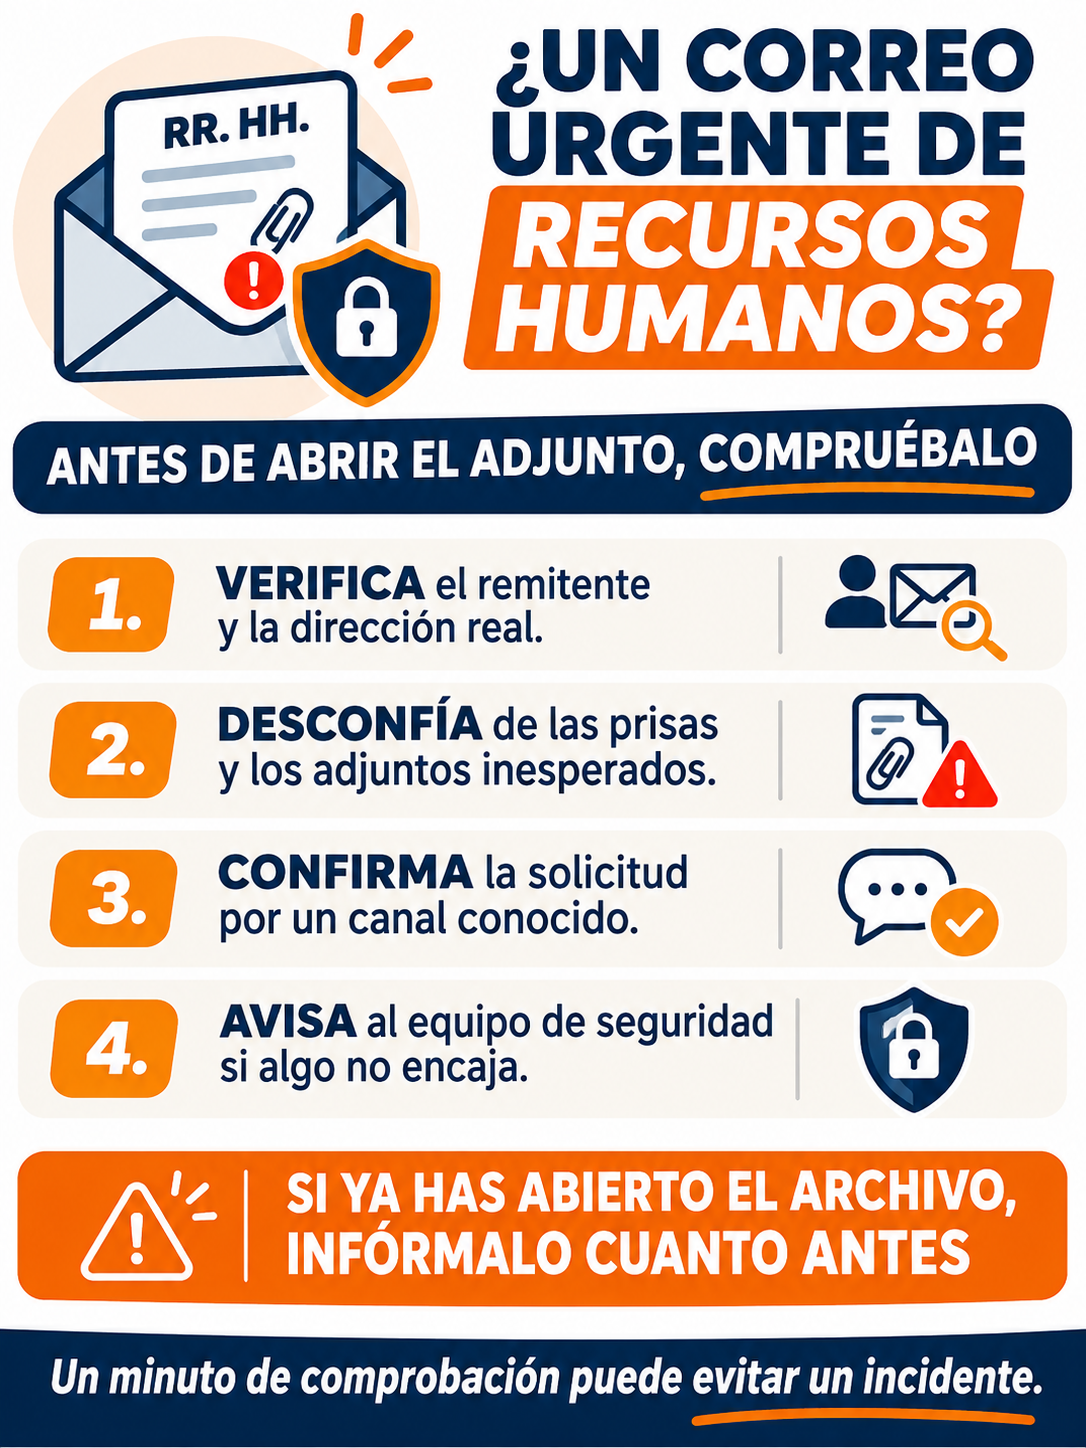 RR. HH.
¿UN CORREO
URGENTE DE
RECURSOS
HUMANOS?
ANTES DE ABRIR EL ADJUNTO, COMPRUÉBALO
1. VERIFICA el remitente
y la dirección real.
2. DESCONFÍA de las prisas
y los adjuntos inesperados.
3. CONFIRMA la solicitud
por un canal conocido.
4. AVISA al equipo de seguridad
si algo no encaja.
SI YA HAS ABIERTO EL ARCHIVO,
INFÓRMALO CUANTO ANTES
Un minuto de comprobación puede evitar un incidente.